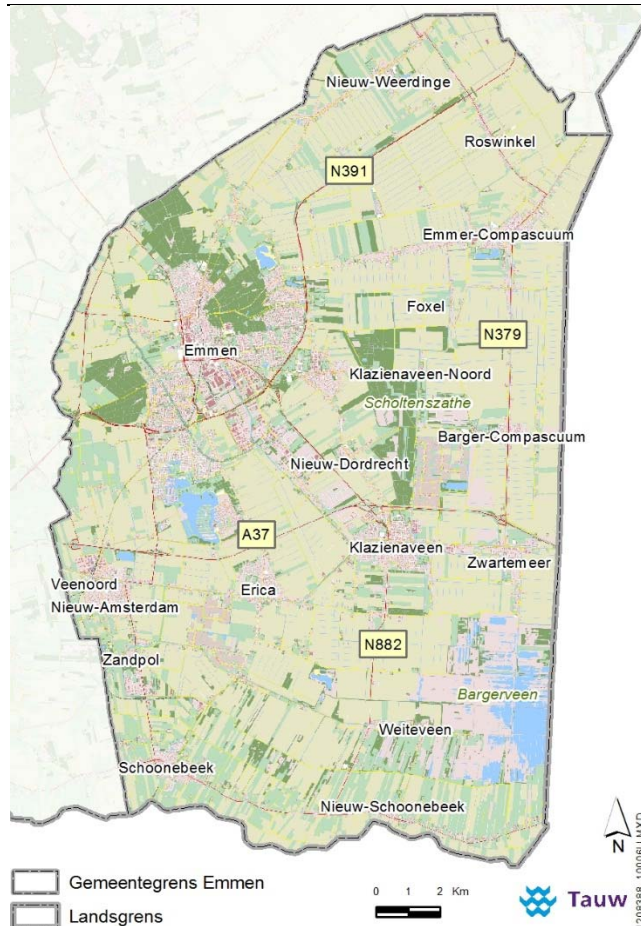 Nieuw-Weerdinge
Roswinkel
N391
Emmer-Compascuum
Foxel
N379
Emmen
Klazienaveen-Noord
Scholtenszathe
Barger-Compascuum
Nieuw-Dordrecht
A37
Klazienaveen
Zwartemeer
Veenoord
Erica
Nieuw-Amsterdam
N882
Zandpol
Bargerveen
Weiteveen
Schoonebeek
Nieuw-Schoonebeek
N
Gemeentegrens Emmen
Landsgrens
0 1 2 Km
Tauw